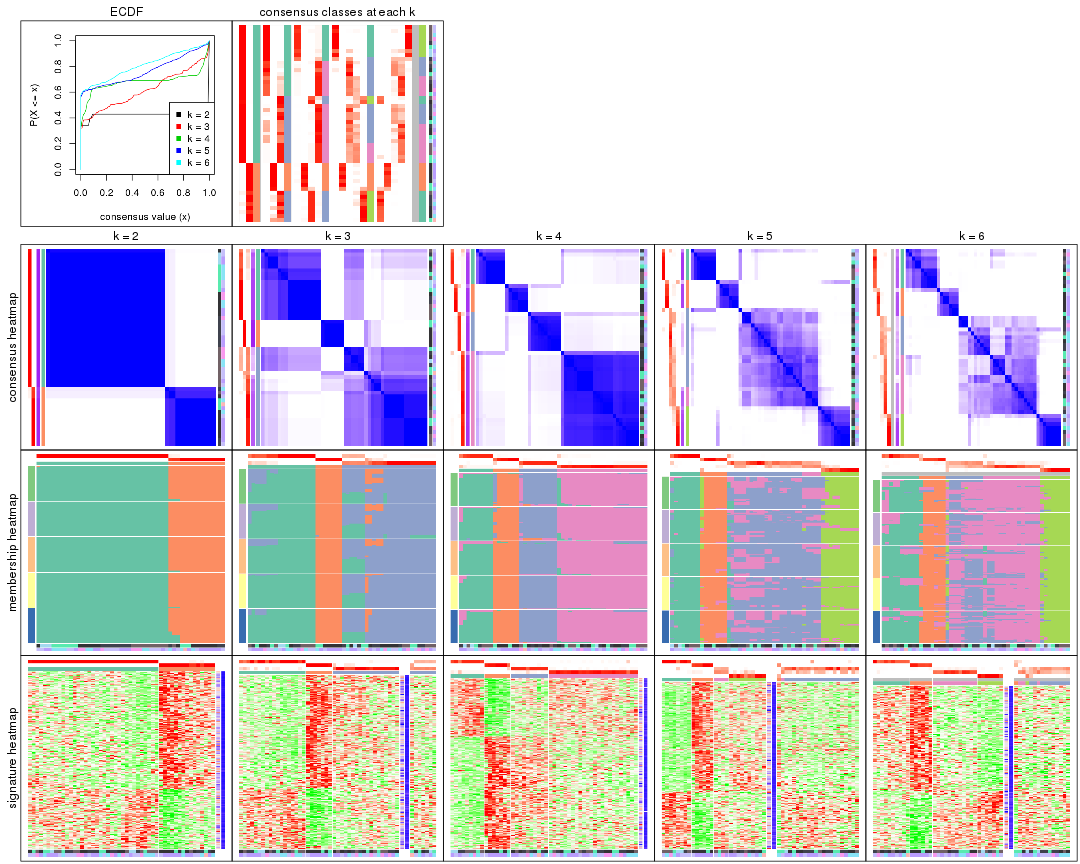 ECDF
consensus classes at each k
P(X <= x)
0.0 0.2 0.4 0.6 0.8 1.0
k = 2
k = 3
k = 4
k = 5
k = 6
0.0 0.2 0.4 0.6 0.8 1.0
consensus value (x)
k = 2
k = 3
k = 4
k = 5
k = 6
consensus heatmap
membership heatmap
signature heatmap